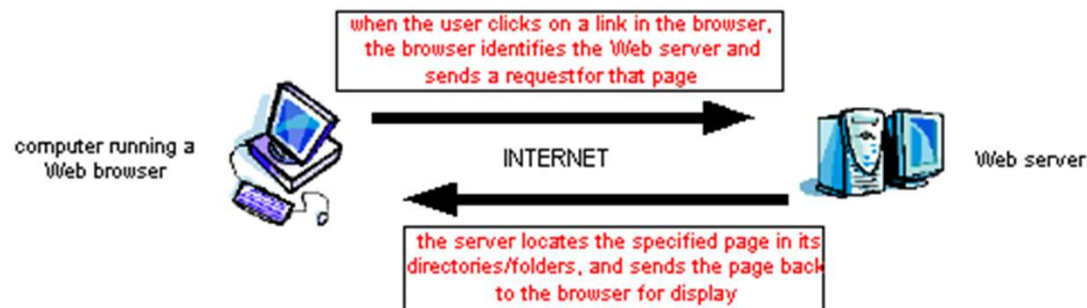 when the user clicks on a link in the browser,
the browser identifies the Web server and
sends a requestfor that page
computer running a
Web browser
INTERNET
Web server
the server locates the specified page in its
directories/folders, and sends the page back
to the browser for display